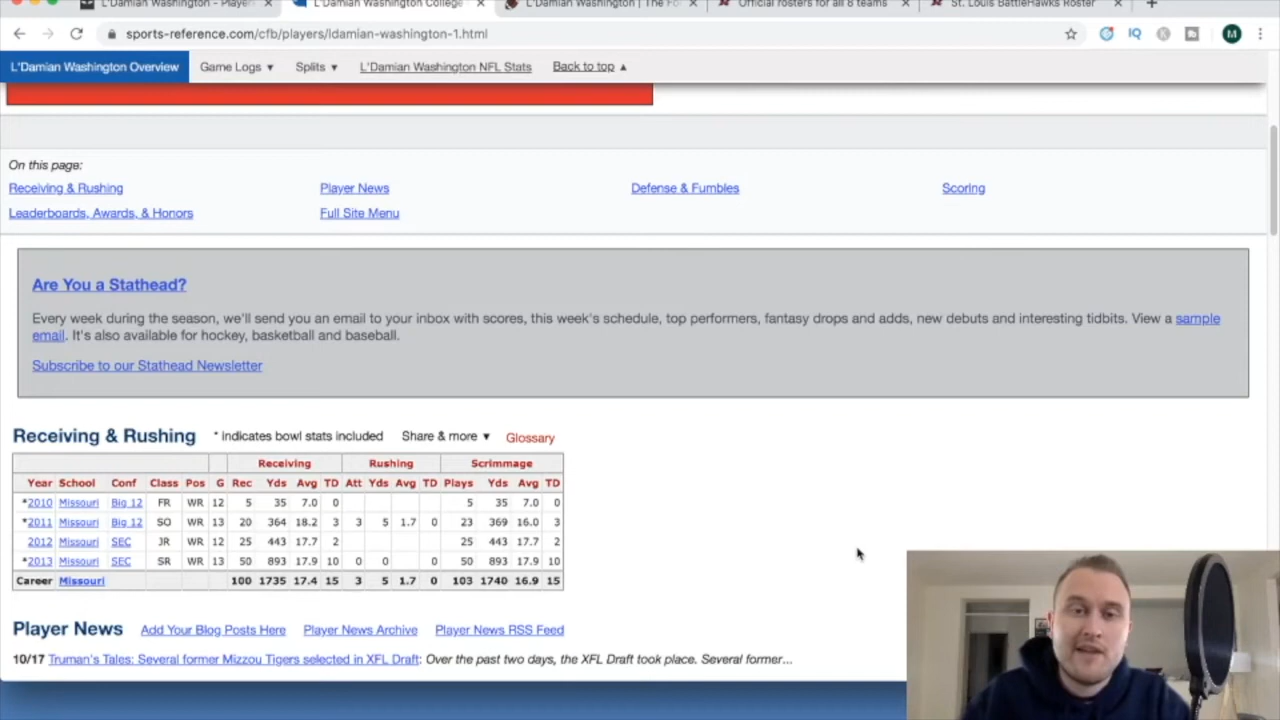 L'Damian Washington - Player
L'Damian Washington College
L'Damian Washington | The Fo
Official rosters for all 8 teams
St. Louis BattleHawks Roster
sports-reference.com/cfb/players/ldamian-washington-1.html
IQ
M
L'Damian Washington Overview Game Logs ▼ Splits ▼ L'Damian Washington NFL Stats Back to top ▲
On this page:
Receiving & Rushing Player News Defense & Fumbles Scoring
Leaderboards, Awards, & Honors Full Site Menu
Are You a Stathead?
Every week during the season, we'll send you an email to your inbox with scores, this week's schedule, top performers, fantasy drops and adds, new debuts and interesting tidbits. View a sample
email. It's also available for hockey, basketball and baseball.
Subscribe to our Stathead Newsletter
Receiving & Rushing * Indicates bowl stats included Share & more ▼ Glossary
Receiving Rushing Scrimmage
Year School Conf Class Pos G Rec Yds Avg TD Att Yds Avg TD Plays Yds Avg TD
*2010 Missouri Big 12 FR WR 12 5 35 7.0 0 5 35 7.0 0
*2011 Missouri Big 12 SO WR 13 20 364 18.2 3 3 5 1.7 0 23 369 16.0 3
2012 Missouri SEC JR WR 12 25 443 17.7 2 25 443 17.7 2
*2013 Missouri SEC SR WR 13 50 893 17.9 10 0 0 0 50 893 17.9 10
Career Missouri 100 1735 17.4 15 3 5 1.7 0 103 1740 16.9 15
Player News Add Your Blog Posts Here Player News Archive Player News RSS Feed
10/17 Truman's Tales: Several former Mizzou Tigers selected in XFL Draft: Over the past two days, the XFL Draft took place. Several former...